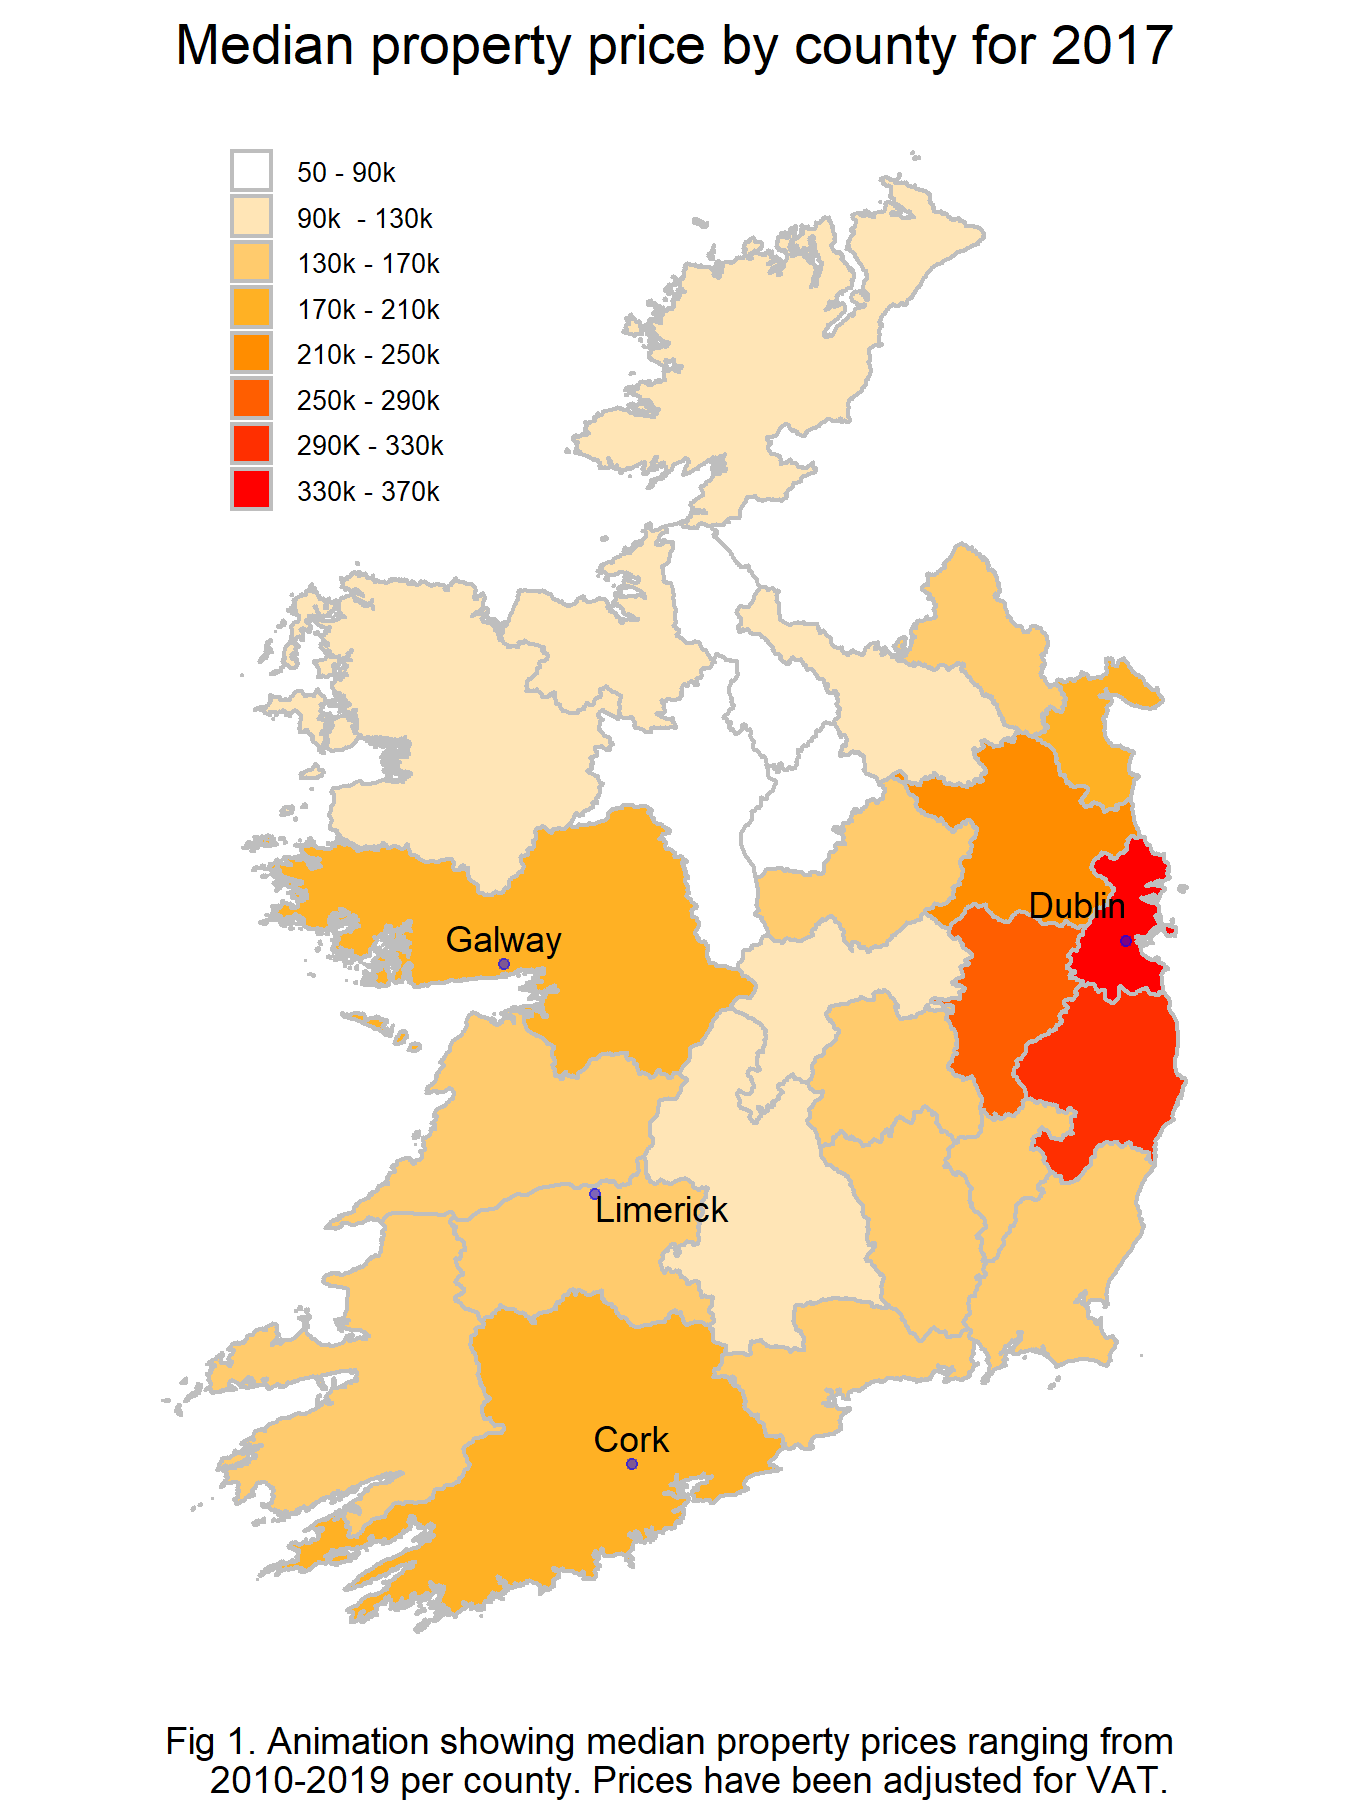 Median property price by county for 2017
50 - 90k
90k  - 130k
130k - 170k
170k - 210k
210k - 250k
250k - 290k
290K - 330k
330k - 370k
Dublin
Galway
Limerick
Cork
Fig 1. Animation showing median property prices ranging from
2010-2019 per county. Prices have been adjusted for VAT.